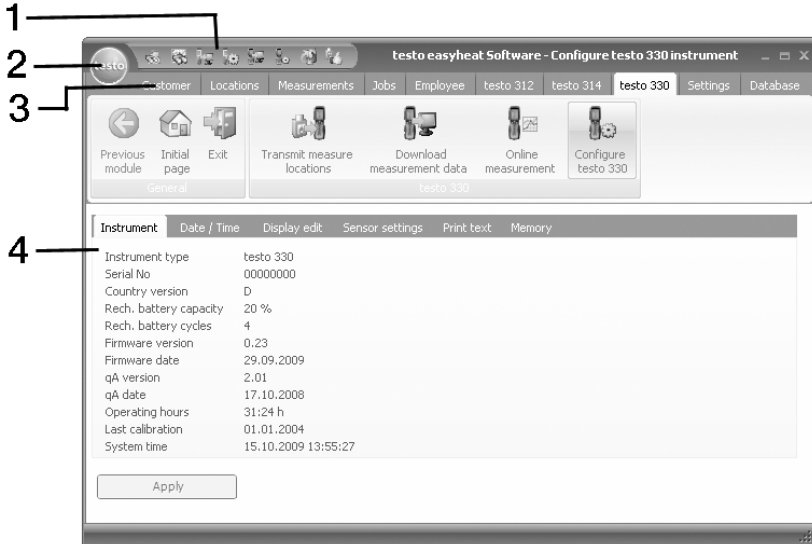 1
2
3
4
testo
testo easyheat Software - Configure testo 330 instrument
Customer Locations Measurements Jobs Employee testo 312 testo 314 testo 330 Settings Database
Previous module
Initial page
Exit
General
Transmit measure locations
Download measurement data
Online measurement
Configure testo 330
testo 330
Instrument Date / Time Display edit Sensor settings Print text Memory
Instrument type testo 330
Serial No 00000000
Country version D
Rech. battery capacity 20 %
Rech. battery cycles 4
Firmware version 0.23
Firmware date 29.09.2009
qA version 2.01
qA date 17.10.2008
Operating hours 31:24 h
Last calibration 01.01.2004
System time 15.10.2009 13:55:27
Apply